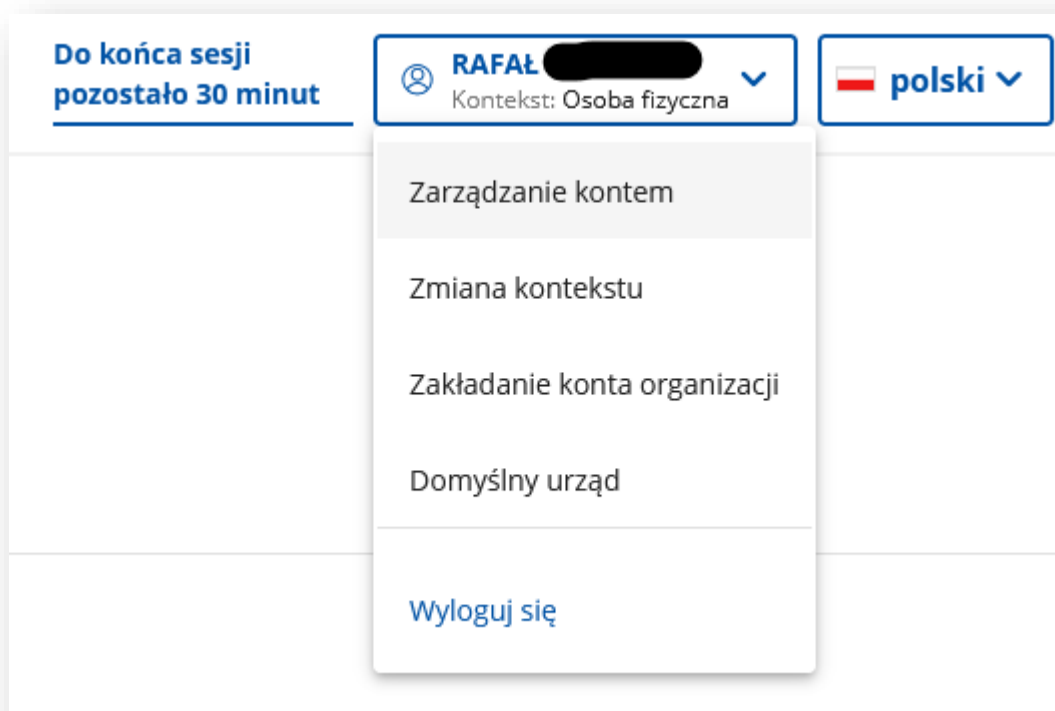 Do końca sesji
pozostało 30 minut
RAFAŁ
Kontekst: Osoba fizyczna
polski
Zarządzanie kontem
Zmiana kontekstu
Zakładanie konta organizacji
Domyślny urząd
Wyloguj się